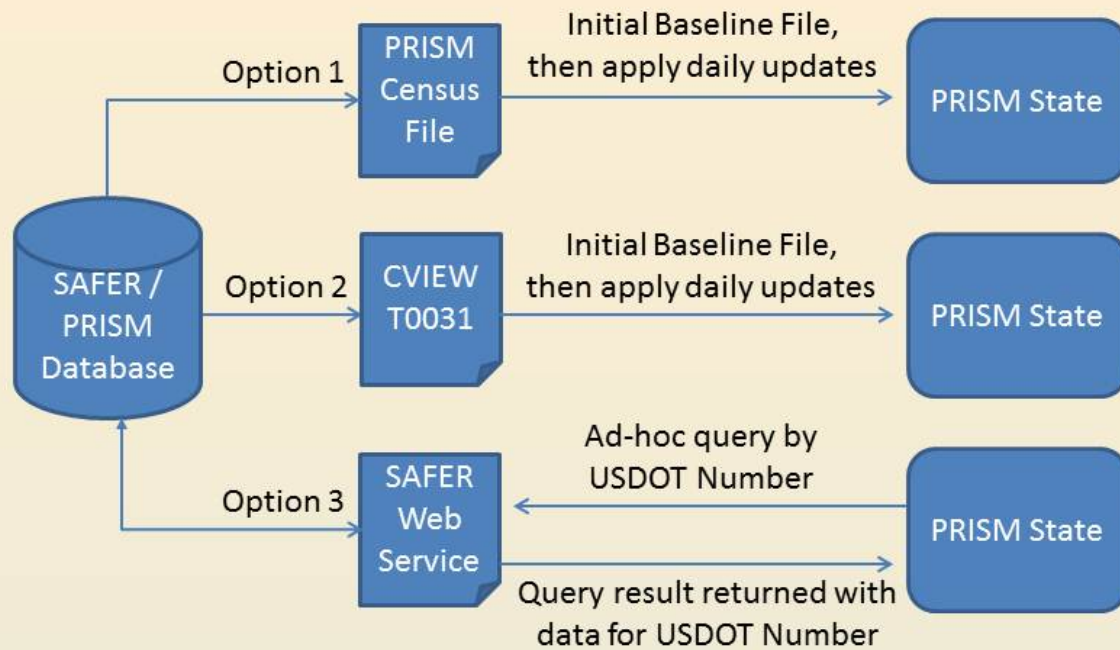 Option 1
PRISM
Census
File
Initial Baseline File,
then apply daily updates
PRISM State
SAFER /
PRISM
Database
Option 2
CVIEW
T0031
Initial Baseline File,
then apply daily updates
PRISM State
Option 3
SAFER
Web
Service
Ad-hoc query by
USDOT Number
PRISM State
Query result returned with
data for USDOT Number